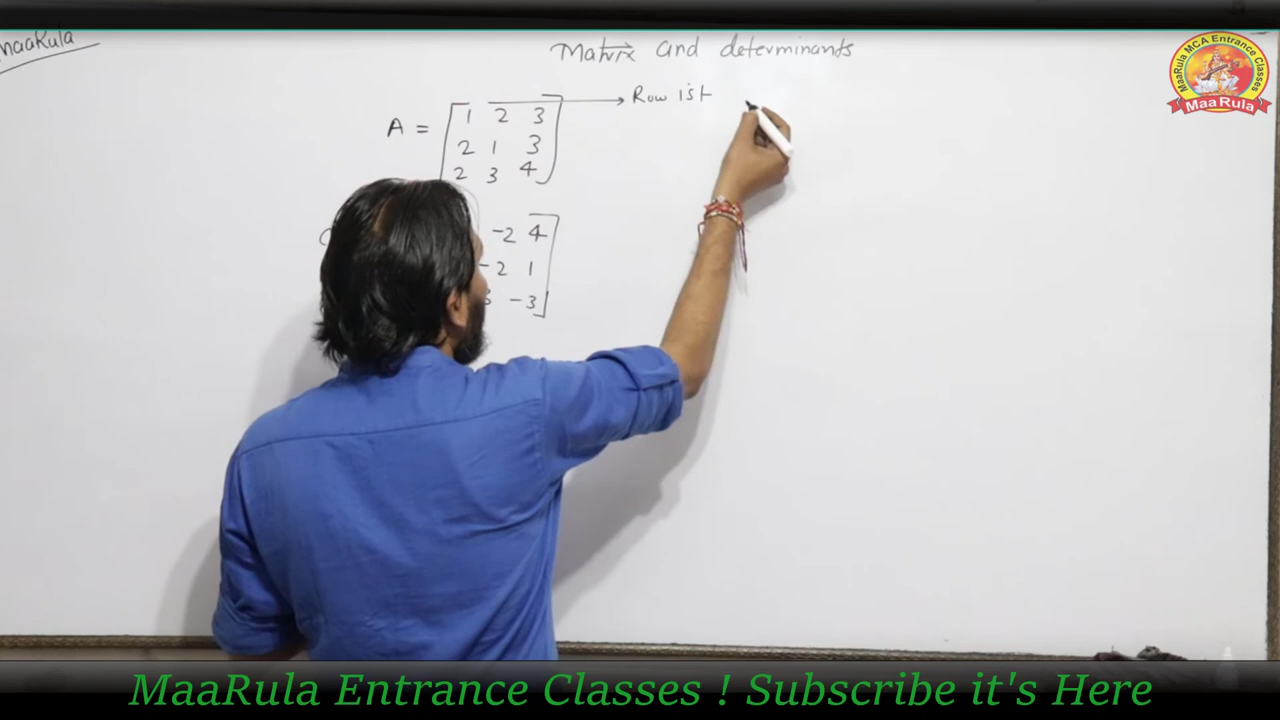 MaaRula
Matrix and determinants
A = 1 2 3 → Row 1st
2 1 3
2 3 4
-2 4
-2 1
-3
MaaRula MCA Entrance Classes
MaaRula
MaaRula Entrance Classes ! Subscribe it's Here